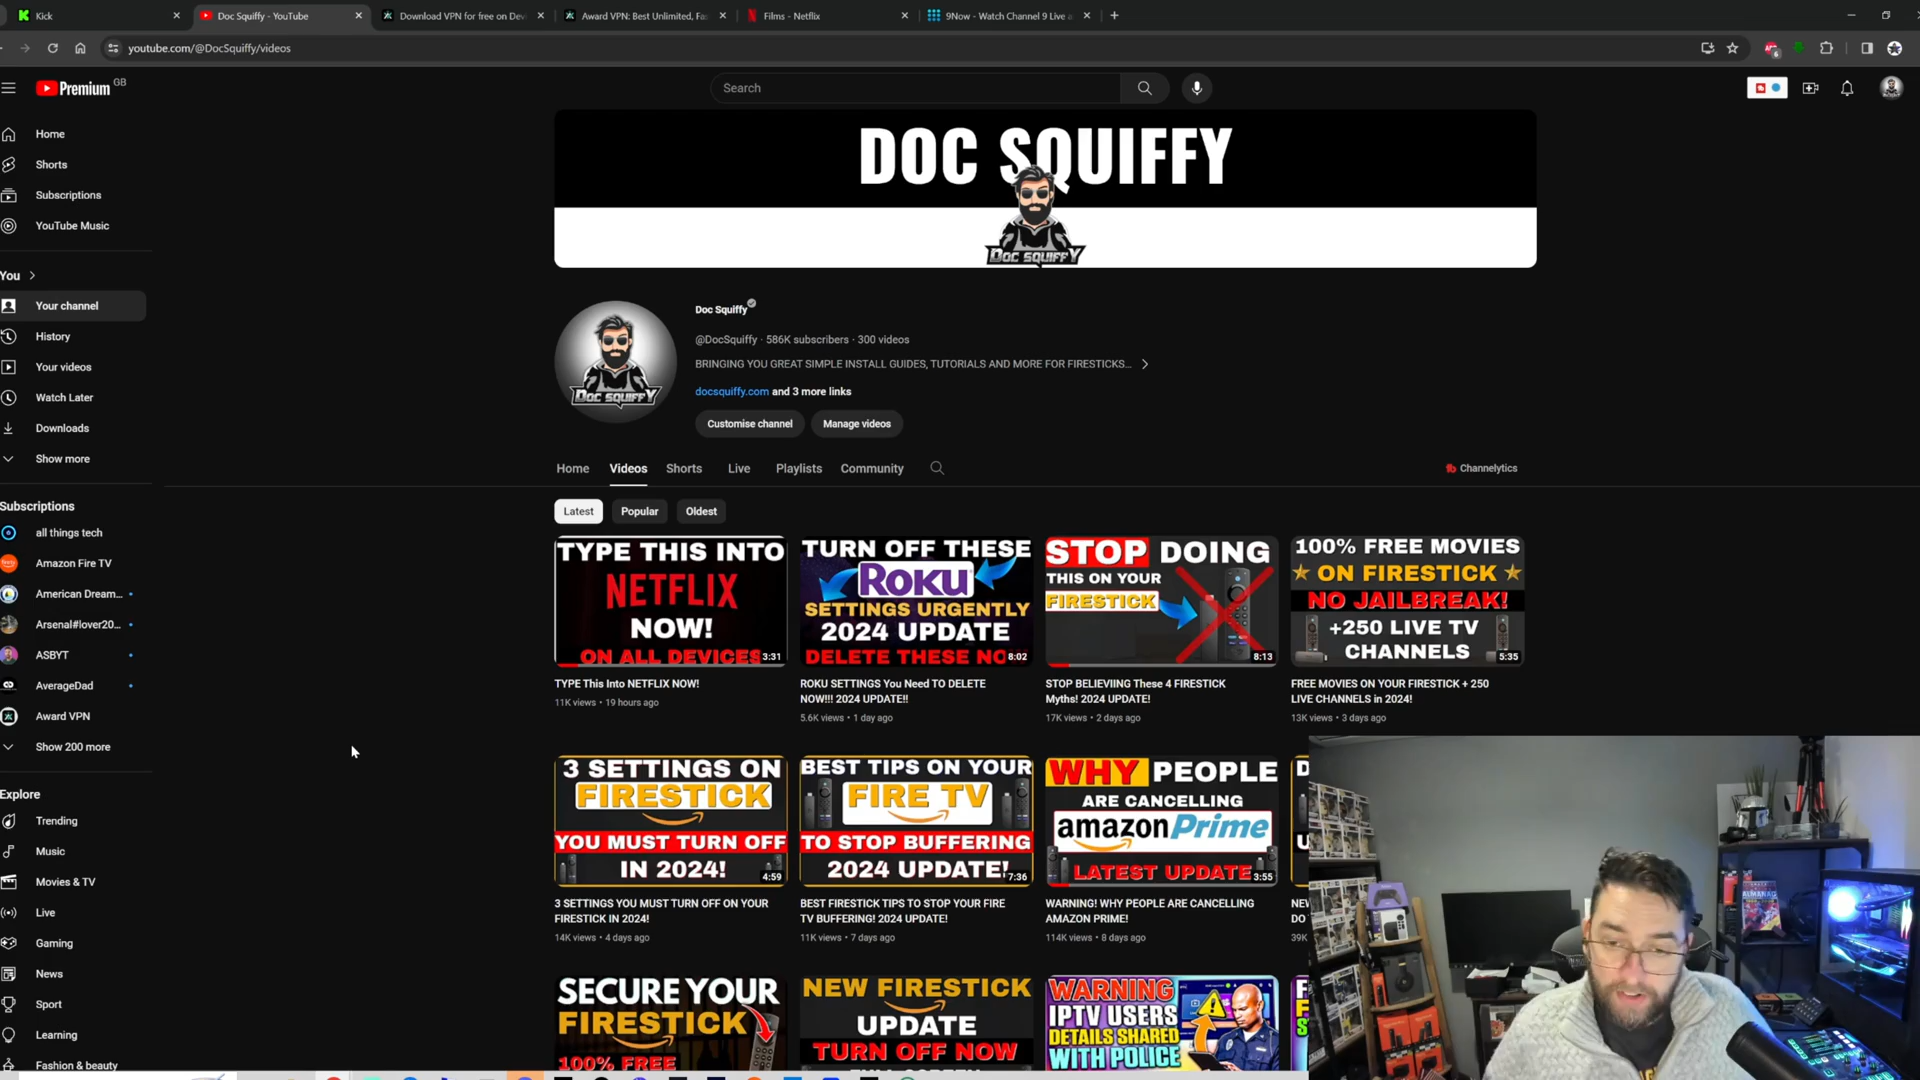 Kick
Doc Squiffy - YouTube
Download VPN for free on Dev
Award VPN: Best Unlimited, Fa
Films - Netflix
9Now - Watch Channel 9 Live
youtube.com/@DocSquiffy/videos
Premium GB
Search
Home
Shorts
Subscriptions
YouTube Music
You
Your channel
History
Your videos
Watch Later
Downloads
Show more
Subscriptions
all things tech
Amazon Fire TV
American Dream...
Arsenal#lover20...
ASBYT
AverageDad
Award VPN
Show 200 more
Explore
Trending
Music
Movies & TV
Live
Gaming
News
Sport
Learning
Fashion & beauty
DOC SQUIFFY
DOC SQUIFFY
DOC SQUIFFY
Doc Squiffy
@DocSquiffy · 586K subscribers · 300 videos
BRINGING YOU GREAT SIMPLE INSTALL GUIDES, TUTORIALS AND MORE FOR FIRESTICKS...
docsquiffy.com and 3 more links
Customise channel
Manage videos
Home
Videos
Shorts
Live
Playlists
Community
Channelytics
Latest
Popular
Oldest
TYPE THIS INTO
NETFLIX
NOW!
ON ALL DEVICES
3:31
TYPE This Into NETFLIX NOW!
11K views • 19 hours ago
TURN OFF THESE
ROKU
SETTINGS URGENTLY
2024 UPDATE
DELETE THESE NO
8:02
ROKU SETTINGS You Need TO DELETE
NOW!!! 2024 UPDATE!!
5.6K views • 1 day ago
STOP DOING
THIS ON YOUR
FIRESTICK
8:13
STOP BELIEVIING These 4 FIRESTICK
Myths! 2024 UPDATE!
17K views • 2 days ago
100% FREE MOVIES
ON FIRESTICK
NO JAILBREAK!
+250 LIVE TV
CHANNELS
5:35
FREE MOVIES ON YOUR FIRESTICK + 250
LIVE CHANNELS in 2024!
13K views • 3 days ago
3 SETTINGS ON
FIRESTICK
YOU MUST TURN OFF
IN 2024!
4:59
3 SETTINGS YOU MUST TURN OFF ON YOUR
FIRESTICK IN 2024!
14K views • 4 days ago
BEST TIPS ON YOUR
FIRE TV
TO STOP BUFFERING
2024 UPDATE!
7:36
BEST FIRESTICK TIPS TO STOP YOUR FIRE
TV BUFFERING! 2024 UPDATE!
11K views • 7 days ago
WHY PEOPLE
ARE CANCELLING
amazonPrime
LATEST UPDATE
3:55
WARNING! WHY PEOPLE ARE CANCELLING
AMAZON PRIME!
114K views • 8 days ago
NEW
DO
39K
SECURE YOUR
FIRESTICK
100% FREE
NEW FIRESTICK
UPDATE
TURN OFF NOW
WARNING
IPTV USERS
DETAILS SHARED
WITH POLICE